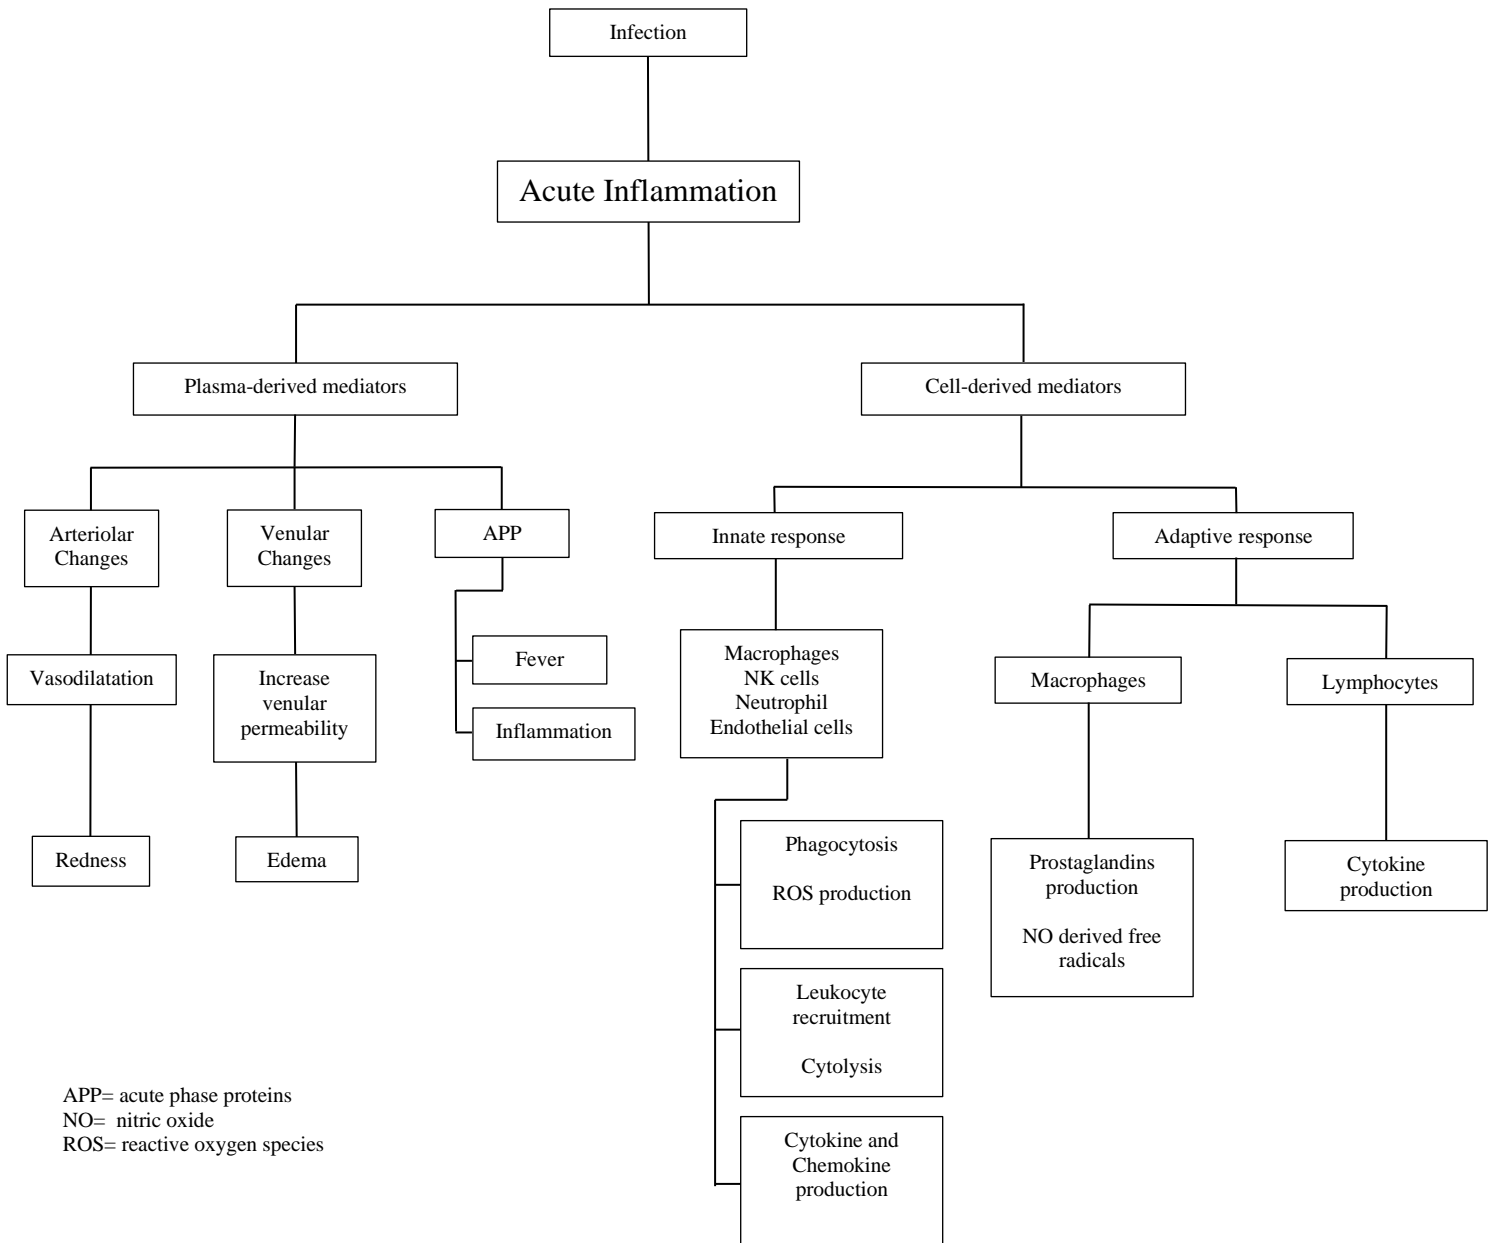 Infection
Acute Inflammation
Plasma-derived mediators
Cell-derived mediators
Arteriolar
Changes
Venular
Changes
APP
Innate response
Adaptive response
Vasodilatation
Increase
venular
permeability
Fever
Inflammation
Macrophages
NK cells
Neutrophil
Endothelial cells
Macrophages
Lymphocytes
Redness
Edema
Phagocytosis
ROS production
Leukocyte
recruitment
Cytolysis
Cytokine and
Chemokine
production
Prostaglandins
production
NO derived free
radicals
Cytokine
production
APP= acute phase proteins
NO= nitric oxide
ROS= reactive oxygen species